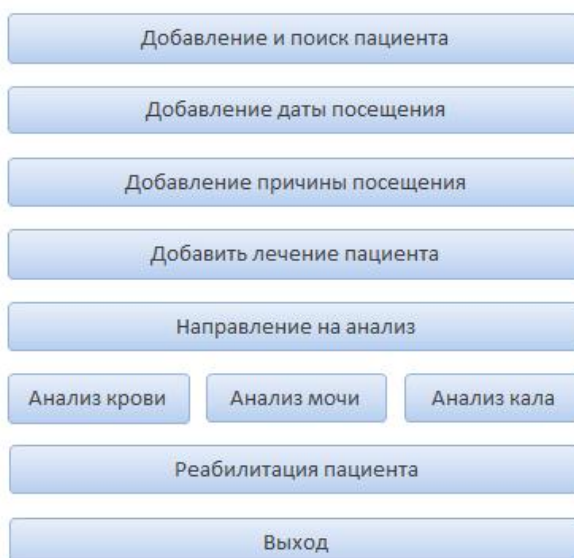 Добавление и поиск пациента
Добавление даты посещения
Добавление причины посещения
Добавить лечение пациента
Направление на анализ
Анализ крови Анализ мочи Анализ кала
Реабилитация пациента
Выход